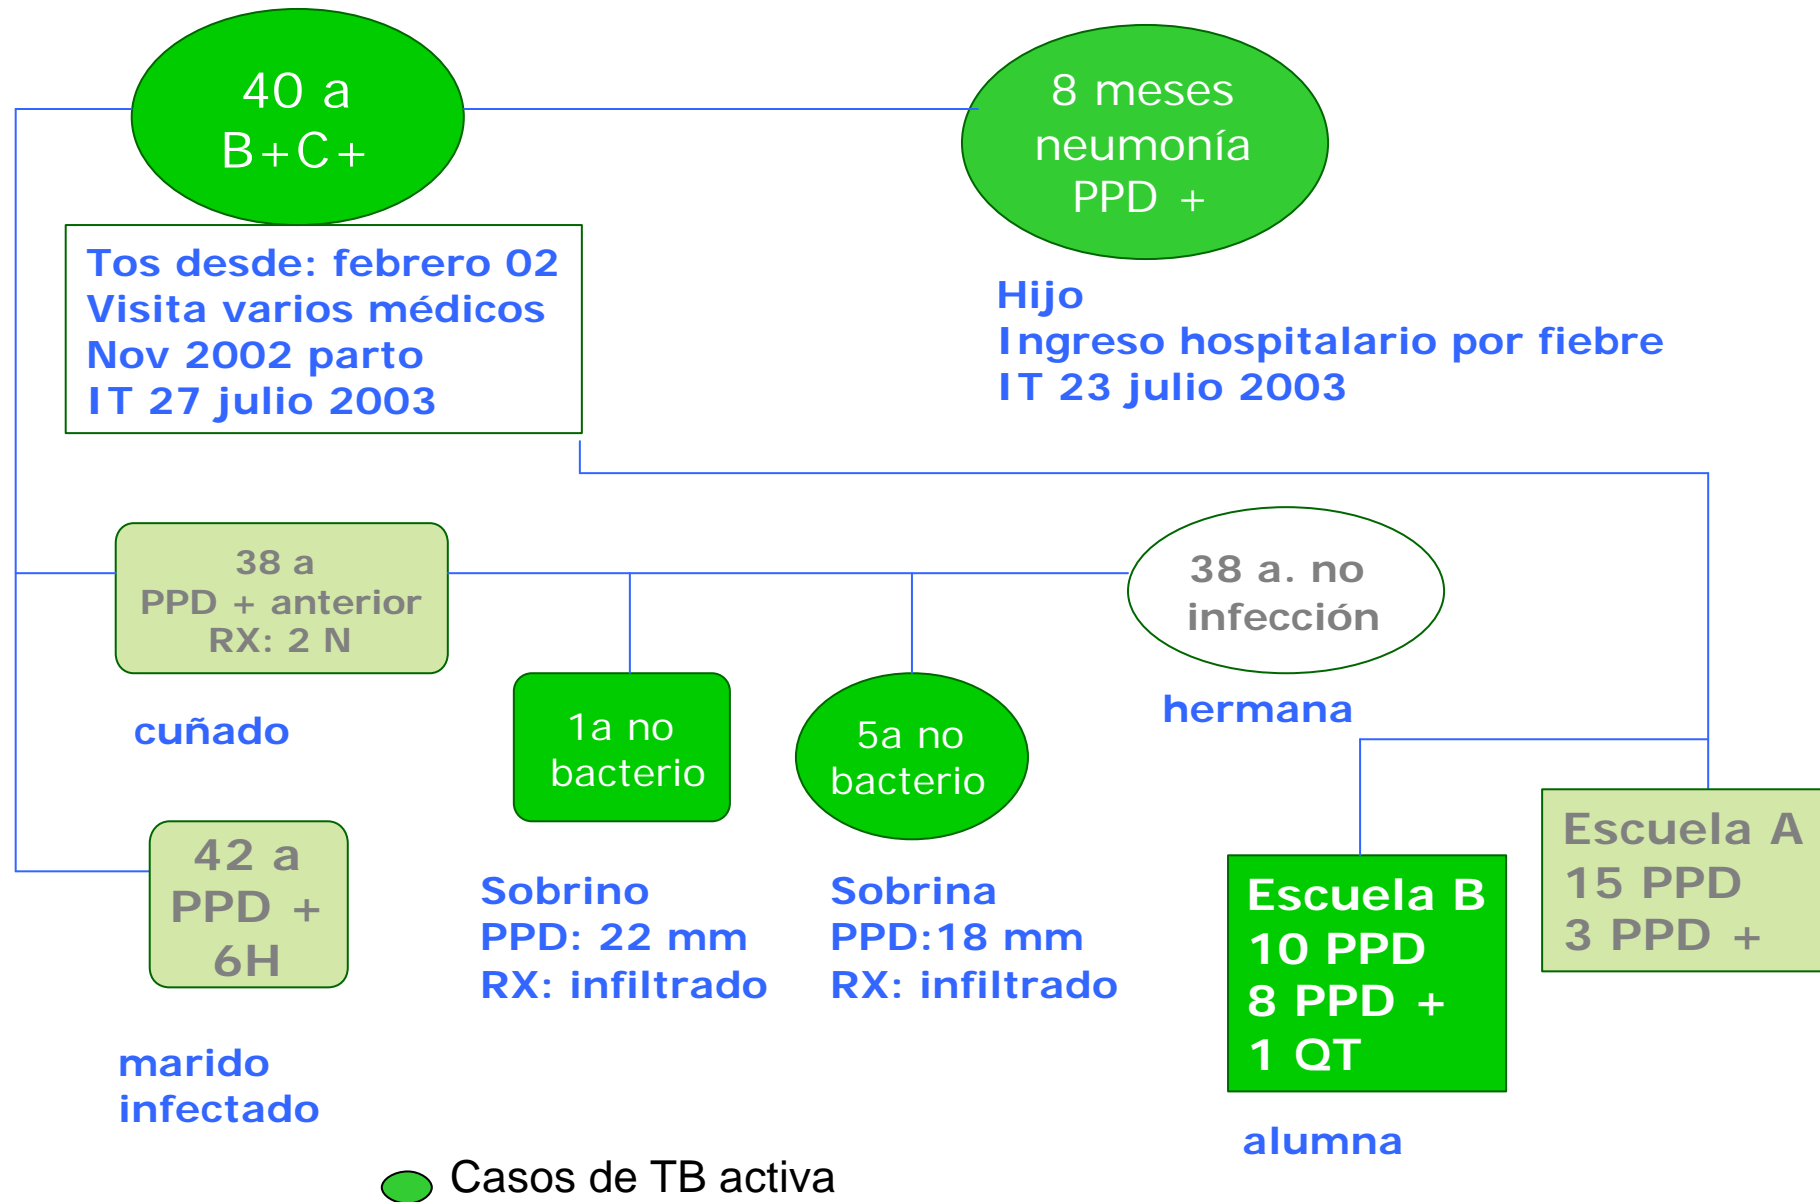 40 a
B+C+
8 meses
neumonía
PPD +
Tos desde: febrero 02
Visita varios médicos
Nov 2002 parto
IT 27 julio 2003
Hijo
Ingreso hospitalario por fiebre
IT 23 julio 2003
38 a
PPD + anterior
RX: 2 N
cuñado
38 a. no
infección
hermana
1a no
bacterio
5a no
bacterio
42 a
PPD +
6H
marido
infectado
Sobrino
PPD: 22 mm
RX: infiltrado
Sobrina
PPD:18 mm
RX: infiltrado
Escuela B
10 PPD
8 PPD +
1 QT
alumna
Escuela A
15 PPD
3 PPD +
Casos de TB activa